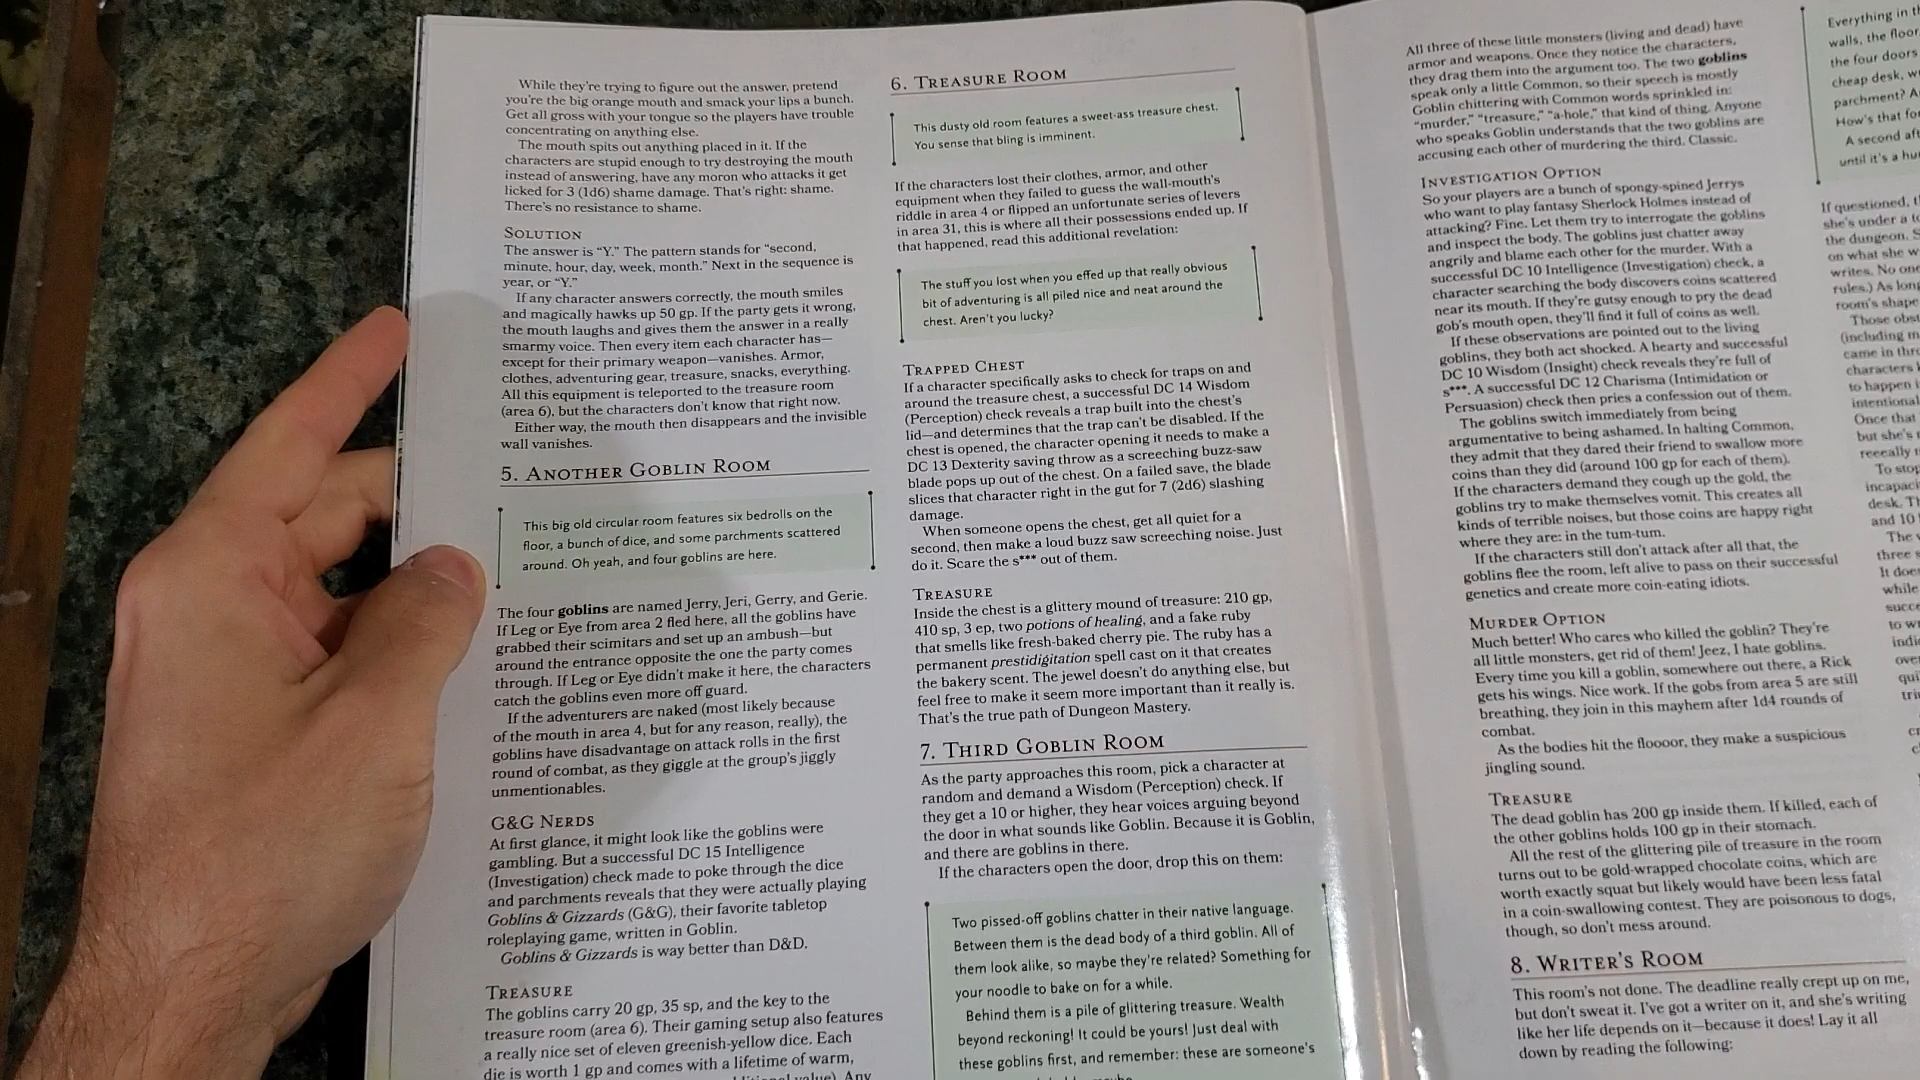 While they're trying to figure out the answer, pretend
you're the big orange mouth and smack your lips a bunch.
Get all gross with your tongue so the players have trouble
concentrating on anything else.
The mouth spits out anything placed in it. If the
characters are stupid enough to try destroying the mouth
instead of answering, have any moron who attacks it get
licked for 3 (1d6) shame damage. That's right: shame.
There's no resistance to shame.
Solution
The answer is “Y.” The pattern stands for “second,
minute, hour, day, week, month.” Next in the sequence is
year, or “Y.”
If any character answers correctly, the mouth smiles
and magically hawks up 50 gp. If the party gets it wrong,
the mouth laughs and gives them the answer in a really
smarmy voice. Then every item each character has—
except for their primary weapon—vanishes. Armor,
clothes, adventuring gear, treasure, snacks, everything.
All this equipment is teleported to the treasure room
(area 6), but the characters don't know that right now.
Either way, the mouth then disappears and the invisible
wall vanishes.
5. Another Goblin Room
This big old circular room features six bedrolls on the
floor, a bunch of dice, and some parchments scattered
around. Oh yeah, and four goblins are here.
The four goblins are named Jerry, Jeri, Gerry, and Gerie.
If Leg or Eye from area 2 fled here, all the goblins have
grabbed their scimitars and set up an ambush—but
around the entrance opposite the one the party comes
through. If Leg or Eye didn't make it here, the characters
catch the goblins even more off guard.
If the adventurers are naked (most likely because
of the mouth in area 4, but for any reason, really), the
goblins have disadvantage on attack rolls in the first
round of combat, as they giggle at the group's jiggly
unmentionables.
G&G Nerds
At first glance, it might look like the goblins were
gambling. But a successful DC 15 Intelligence
(Investigation) check made to poke through the dice
and parchments reveals that they were actually playing
Goblins & Gizzards (G&G), their favorite tabletop
roleplaying game, written in Goblin.
Goblins & Gizzards is way better than D&D.
Treasure
The goblins carry 20 gp, 35 sp, and the key to the
treasure room (area 6). Their gaming setup also features
a really nice set of eleven greenish-yellow dice. Each
die is worth 1 gp and comes with a lifetime of warm,
value). Any
6. Treasure Room
This dusty old room features a sweet-ass treasure chest.
You sense that bling is imminent.
If the characters lost their clothes, armor, and other
equipment when they failed to guess the wall-mouth's
riddle in area 4 or flipped an unfortunate series of levers
in area 31, this is where all their possessions ended up. If
that happened, read this additional revelation:
The stuff you lost when you effed up that really obvious
bit of adventuring is all piled nice and neat around the
chest. Aren't you lucky?
Trapped Chest
If a character specifically asks to check for traps on and
around the treasure chest, a successful DC 14 Wisdom
(Perception) check reveals a trap built into the chest's
lid—and determines that the trap can't be disabled. If the
chest is opened, the character opening it needs to make a
DC 13 Dexterity saving throw as a screeching buzz-saw
blade pops up out of the chest. On a failed save, the blade
slices that character right in the gut for 7 (2d6) slashing
damage.
When someone opens the chest, get all quiet for a
second, then make a loud buzz saw screeching noise. Just
do it. Scare the s*** out of them.
Treasure
Inside the chest is a glittery mound of treasure: 210 gp,
410 sp, 3 ep, two potions of healing, and a fake ruby
that smells like fresh-baked cherry pie. The ruby has a
permanent prestidigitation spell cast on it that creates
the bakery scent. The jewel doesn't do anything else, but
feel free to make it seem more important than it really is.
That's the true path of Dungeon Mastery.
7. Third Goblin Room
As the party approaches this room, pick a character at
random and demand a Wisdom (Perception) check. If
they get a 10 or higher, they hear voices arguing beyond
the door in what sounds like Goblin. Because it is Goblin,
and there are goblins in there.
If the characters open the door, drop this on them:
Two pissed-off goblins chatter in their native language.
Between them is the dead body of a third goblin. All of
them look alike, so maybe they're related? Something for
your noodle to bake on for a while.
Behind them is a pile of glittering treasure. Wealth
beyond reckoning! It could be yours! Just deal with
these goblins first, and remember: these are someone's
All three of these little monsters (living and dead) have
armor and weapons. Once they notice the characters,
they drag them into the argument too. The two goblins
speak only a little Common, so their speech is mostly
Goblin chittering with Common words sprinkled in:
“murder,” “treasure,” “a-hole,” that kind of thing. Anyone
who speaks Goblin understands that the two goblins are
accusing each other of murdering the third. Classic.
Investigation Option
So your players are a bunch of spongy-spined Jerrys
who want to play fantasy Sherlock Holmes instead of
attacking? Fine. Let them try to interrogate the goblins
and inspect the body. The goblins just chatter away
angrily and blame each other for the murder. With a
successful DC 10 Intelligence (Investigation) check, a
character searching the body discovers coins scattered
near its mouth. If they're gutsy enough to pry the dead
gob's mouth open, they'll find it full of coins as well.
If these observations are pointed out to the living
goblins, they both act shocked. A hearty and successful
DC 10 Wisdom (Insight) check reveals they're full of
s***. A successful DC 12 Charisma (Intimidation or
Persuasion) check then pries a confession out of them.
The goblins switch immediately from being
argumentative to being ashamed. In halting Common,
they admit that they dared their friend to swallow more
coins than they did (around 100 gp for each of them).
If the characters demand they cough up the gold, the
goblins try to make themselves vomit. This creates all
kinds of terrible noises, but those coins are happy right
where they are: in the tum-tum.
If the characters still don't attack after all that, the
goblins flee the room, left alive to pass on their successful
genetics and create more coin-eating idiots.
Murder Option
Much better! Who cares who killed the goblin? They're
all little monsters, get rid of them! Jeez, I hate goblins.
Every time you kill a goblin, somewhere out there, a Rick
gets his wings. Nice work. If the gobs from area 5 are still
breathing, they join in this mayhem after 1d4 rounds of
combat.
As the bodies hit the floooor, they make a suspicious
jingling sound.
Treasure
The dead goblin has 200 gp inside them. If killed, each of
the other goblins holds 100 gp in their stomach.
All the rest of the glittering pile of treasure in the room
turns out to be gold-wrapped chocolate coins, which are
worth exactly squat but likely would have been less fatal
in a coin-swallowing contest. They are poisonous to dogs,
though, so don't mess around.
8. Writer's Room
This room's not done. The deadline really crept up on me,
but don't sweat it. I've got a writer on it, and she's writing
like her life depends on it—because it does! Lay it all
down by reading the following:
Everything in
walls, the floor
the four doors
cheap desk,
parchment?
How's that
A second
until it's a
If questioned,
she's under a
the dungeon.
on what she
writes. No one
rules.) As long
room's shape
Those
(including
came in
characters
to happen
intentional
Once that
but she's
reeeally
To stop
desk.
and 10
The
three
It does
while